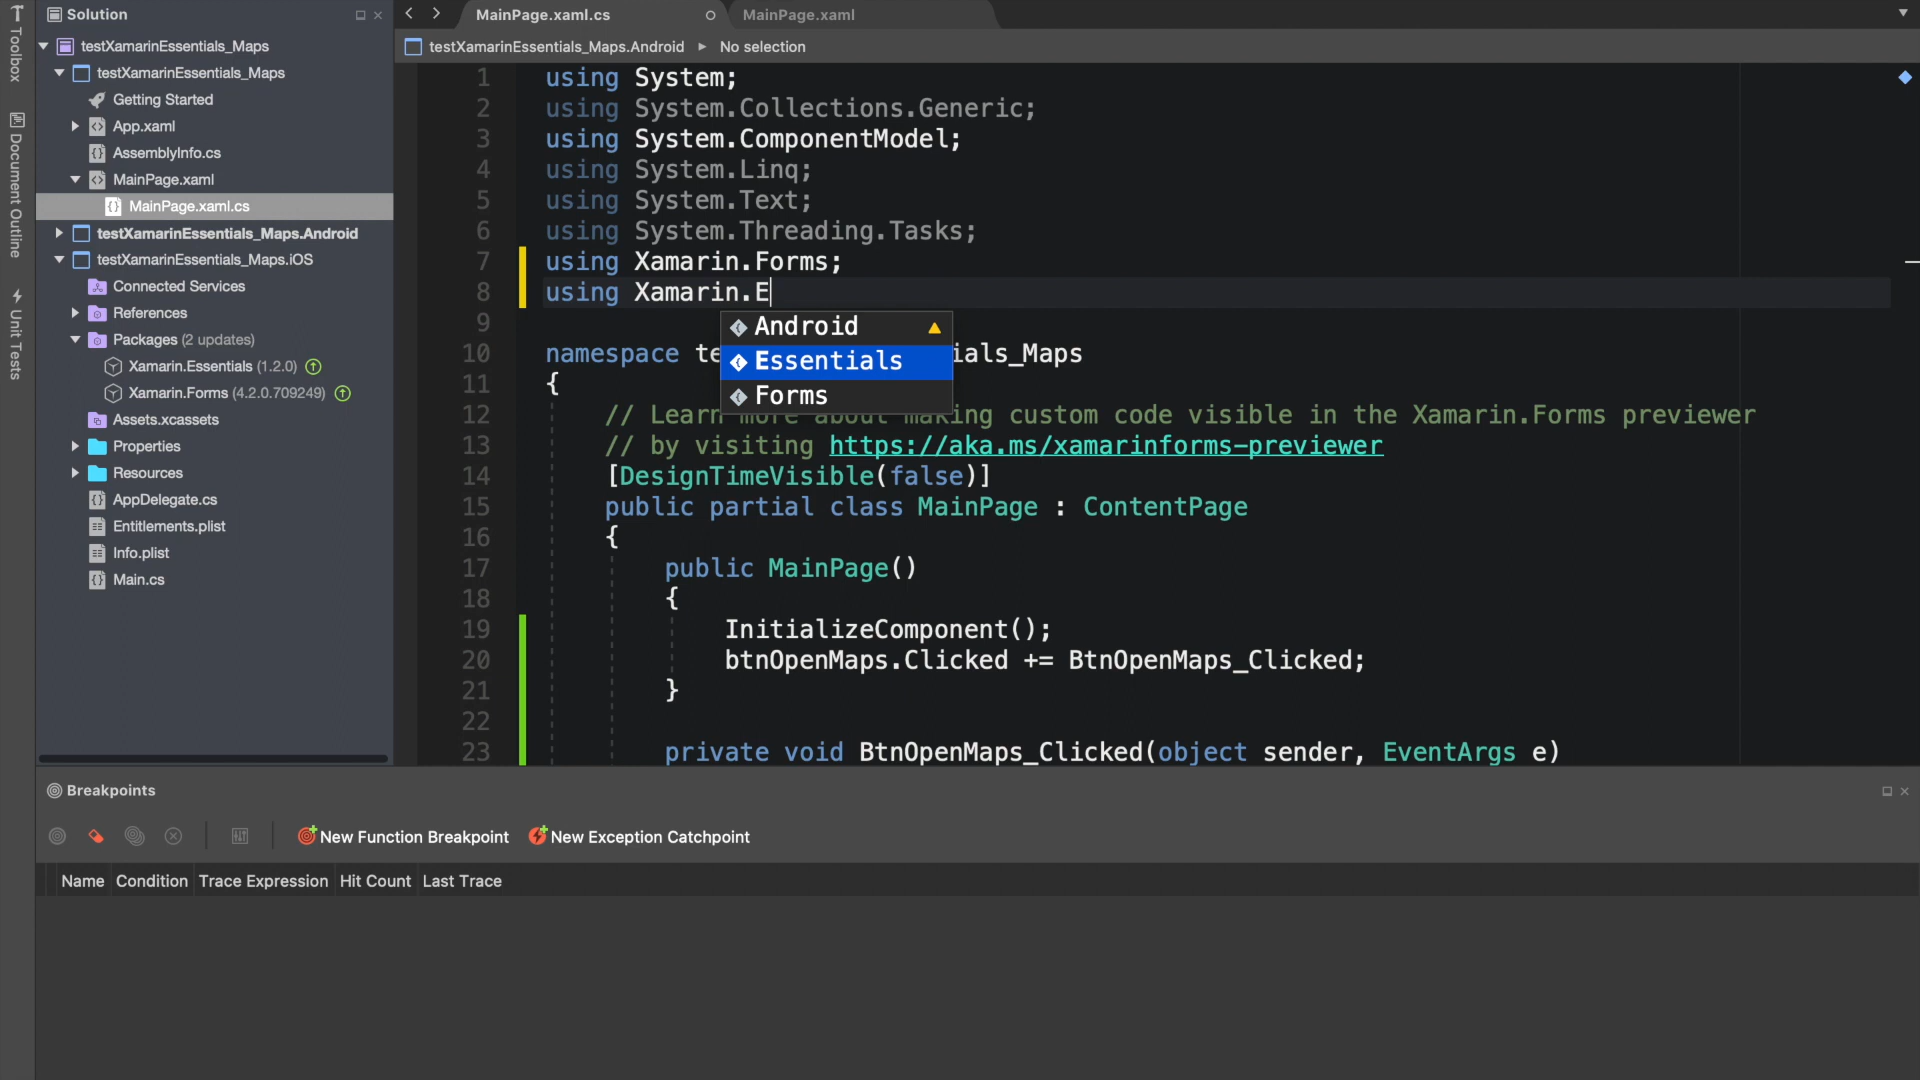 Toolbox
Document Outline
Unit Tests
Solution
testXamarinEssentials_Maps
testXamarinEssentials_Maps
Getting Started
App.xaml
AssemblyInfo.cs
MainPage.xaml
MainPage.xaml.cs
testXamarinEssentials_Maps.Android
testXamarinEssentials_Maps.iOS
Connected Services
References
Packages (2 updates)
Xamarin.Essentials (1.2.0)
Xamarin.Forms (4.2.0.709249)
Assets.xcassets
Properties
Resources
AppDelegate.cs
Entitlements.plist
Info.plist
Main.cs
MainPage.xaml.cs MainPage.xaml
testXamarinEssentials_Maps.Android No selection
1 using System;
2 using System.Collections.Generic;
3 using System.ComponentModel;
4 using System.Linq;
5 using System.Text;
6 using System.Threading.Tasks;
7 using Xamarin.Forms;
8 using Xamarin.E
9
Android
10 namespace te
Essentials
ials_Maps
11 {
Forms
12 // Learn more about making custom code visible in the Xamarin.Forms previewer
13 // by visiting https://aka.ms/xamarinforms-previewer
14 [DesignTimeVisible(false)]
15 public partial class MainPage : ContentPage
16 {
17 public MainPage()
18 {
19 InitializeComponent();
20 btnOpenMaps.Clicked += BtnOpenMaps_Clicked;
21 }
22
23 private void BtnOpenMaps_Clicked(object sender, EventArgs e)
Breakpoints
New Function Breakpoint New Exception Catchpoint
Name Condition Trace Expression Hit Count Last Trace